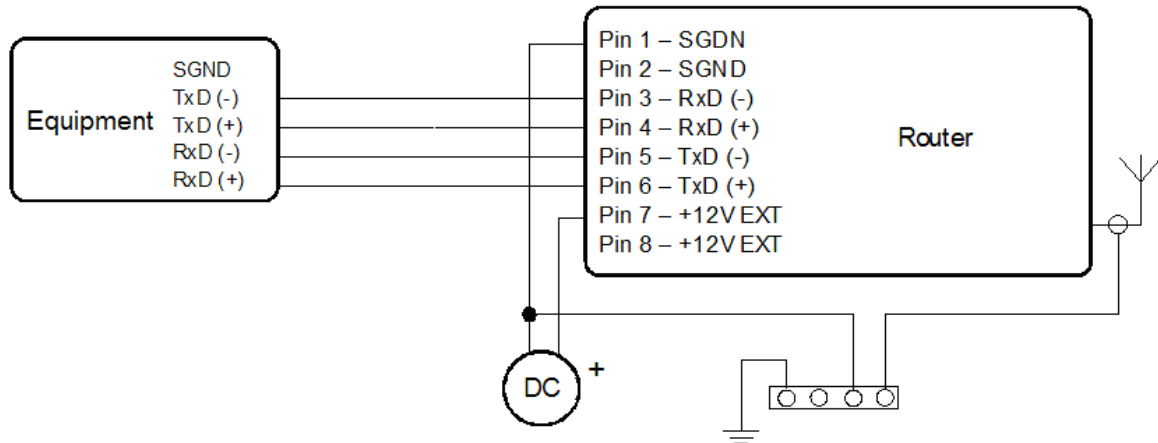 Equipment
SGND
TxD (-)
TxD (+)
RxD (-)
RxD (+)
Pin 1 – SGDN
Pin 2 – SGND
Pin 3 – RxD (-)
Pin 4 – RxD (+)
Pin 5 – TxD (-)
Pin 6 – TxD (+)
Pin 7 – +12V EXT
Pin 8 – +12V EXT
Router
DC
+